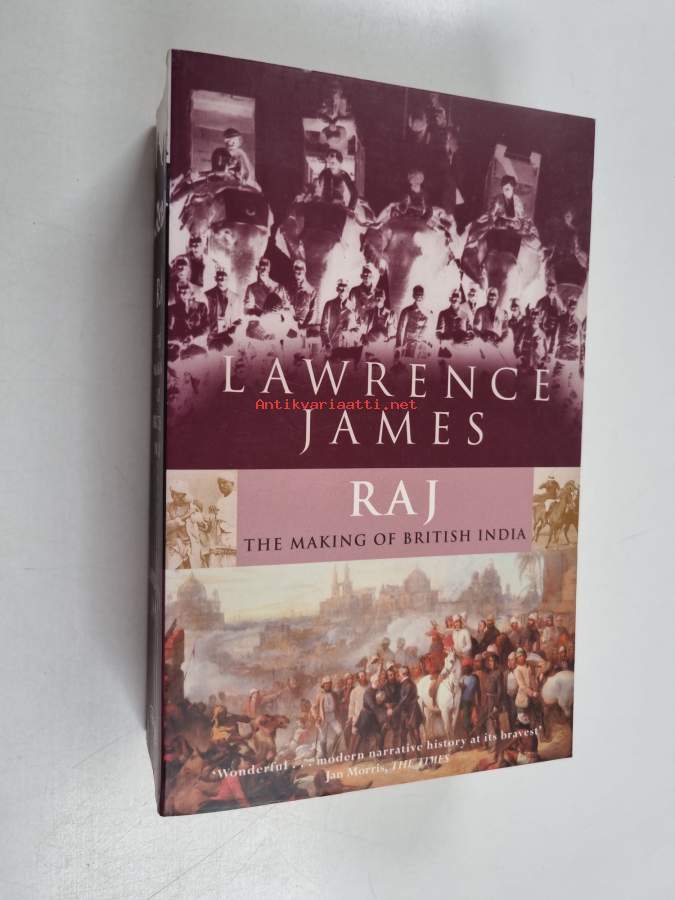 LAWRENCE
Antikvariaatti.net
JAMES
RAJ
THE MAKING OF BRITISH INDIA
‘Wonderful . . . modern narrative history at its bravest’
Jan Morris, THE TIMES